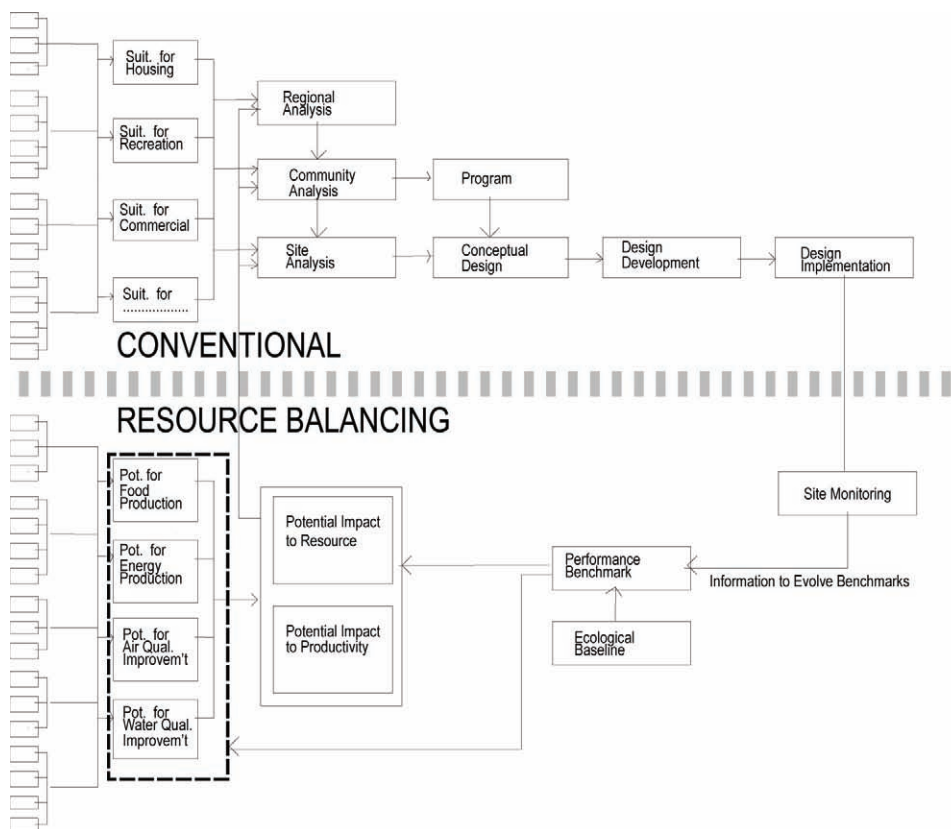 Suit. for
Housing
Suit. for
Recreation
Suit. for
Commercial
Suit. for
...................
Regional
Analysis
Community
Analysis
Site
Analysis
Program
Conceptual
Design
Design
Development
Design
Implementation
CONVENTIONAL
RESOURCE BALANCING
Pot. for
Food
Production
Pot. for
Energy
Production
Pot. for
Air Qual.
Improvem't
Pot. for
Water Qual.
Improvem't
Potential Impact
to Resource
Potential Impact
to Productivity
Performance
Benchmark
Ecological
Baseline
Site Monitoring
Information to Evolve Benchmarks